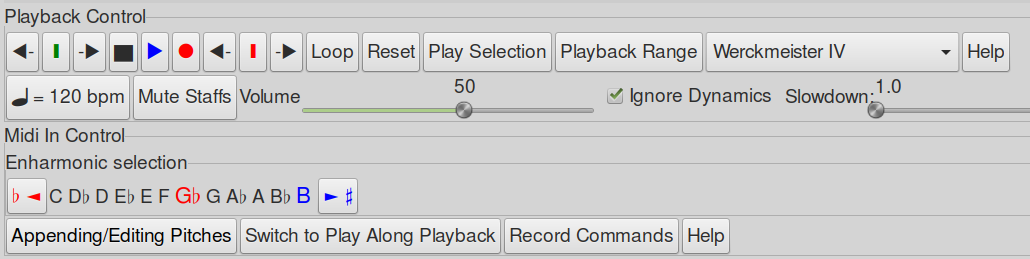 Playback Control
Loop Reset Play Selection Playback Range Werckmeister IV Help
= 120 bpm Mute Staffs Volume 50 Ignore Dynamics Slowdown: 1.0
Midi In Control
Enharmonic selection
♭ ◄ C D♭ D E♭ E F G♭ G A♭ A B♭ B ► ♯
Appending/Editing Pitches Switch to Play Along Playback Record Commands Help